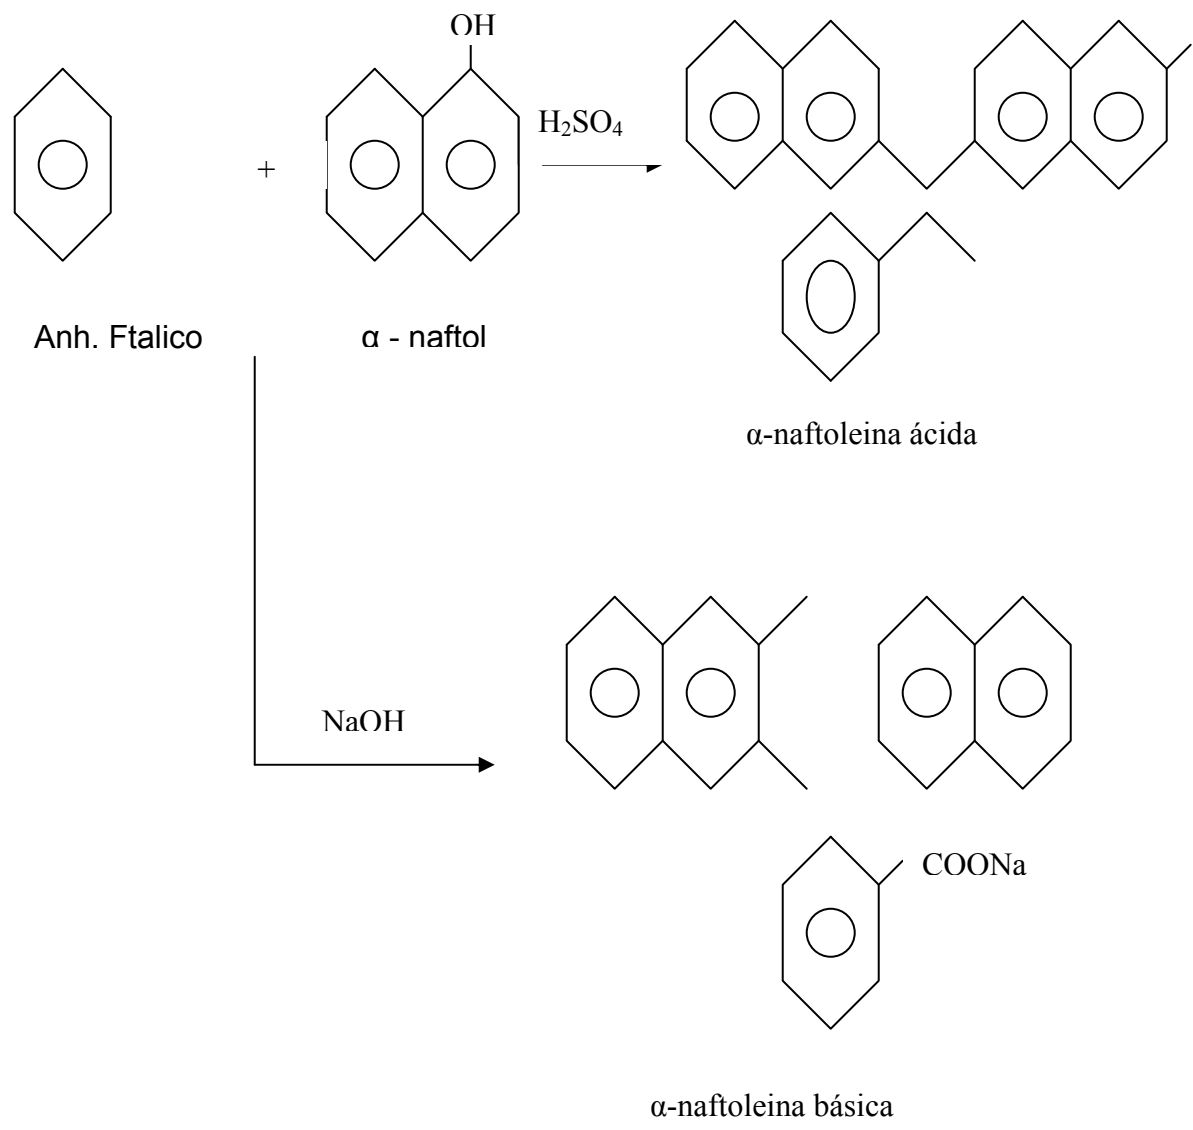 OH
H₂SO₄
+
Anh. Ftalico
α - naftol
α-naftoleina ácida
NaOH
COONa
α-naftoleina básica